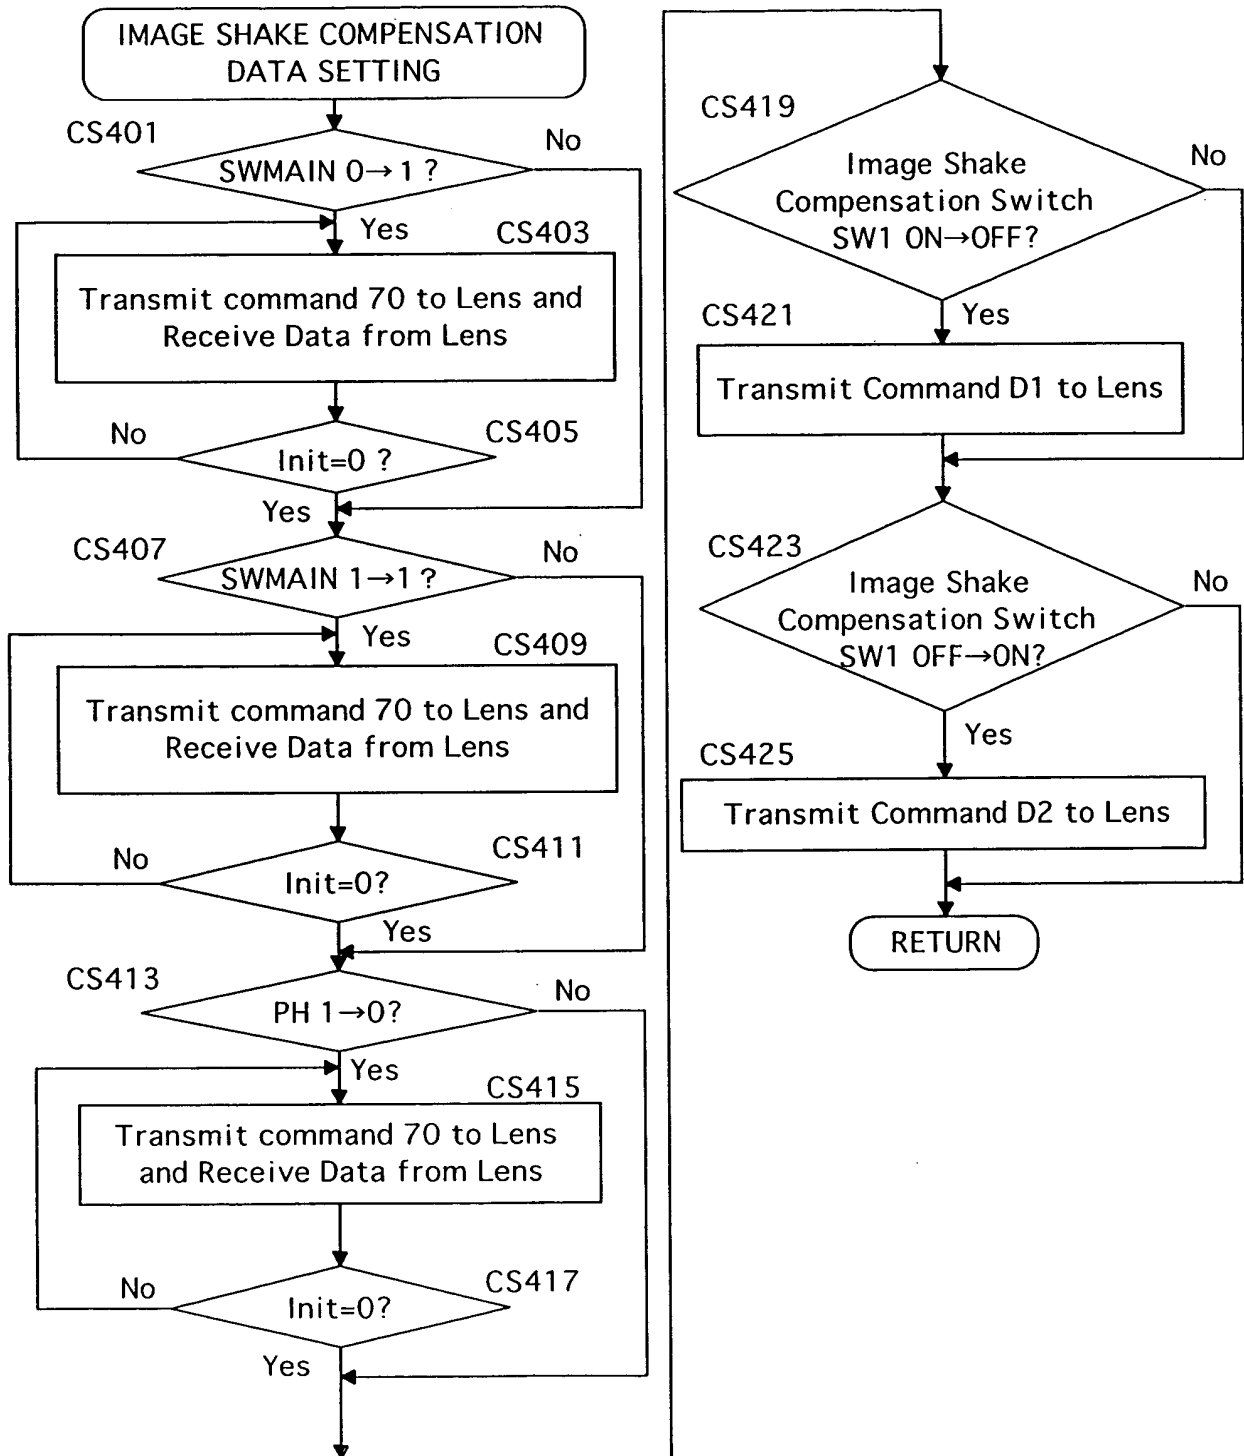 IMAGE SHAKE COMPENSATION
DATA SETTING
CS401
SWMAIN 0→1 ?
No
Yes
CS403
Transmit command 70 to Lens and
Receive Data from Lens
No
CS405
Init=0 ?
Yes
CS407
SWMAIN 1→1 ?
No
Yes
CS409
Transmit command 70 to Lens and
Receive Data from Lens
No
CS411
Init=0?
Yes
CS413
PH 1→0?
No
Yes
CS415
Transmit command 70 to Lens
and Receive Data from Lens
No
CS417
Init=0?
Yes
CS419
Image Shake
Compensation Switch
SW1 ON→OFF?
No
Yes
CS421
Transmit Command D1 to Lens
CS423
Image Shake
Compensation Switch
SW1 OFF→ON?
No
Yes
CS425
Transmit Command D2 to Lens
RETURN